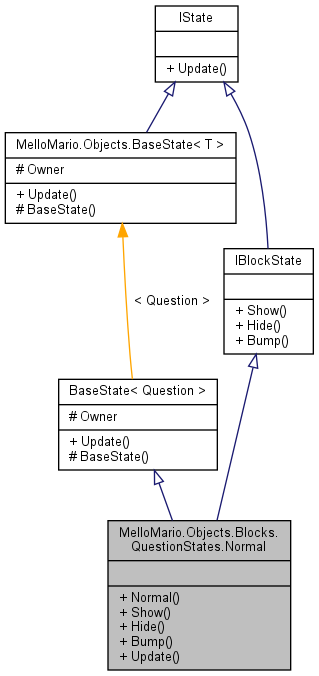 IState
+ Update()
MelloMario.Objects.BaseState< T >
# Owner
+ Update()
# BaseState()
IBlockState
+ Show()
+ Hide()
+ Bump()
< Question >
BaseState< Question >
# Owner
+ Update()
# BaseState()
MelloMario.Objects.Blocks.
QuestionStates.Normal
+ Normal()
+ Show()
+ Hide()
+ Bump()
+ Update()